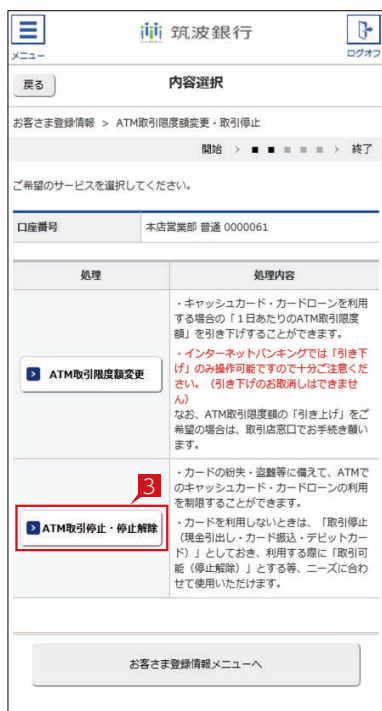 メニュー
筑波銀行
ログオフ
戻る
内容選択
お客さま登録情報 > ATM取引限度額変更・取引停止
開始 > ■ ■ ■ ■ ■ > 終了
ご希望のサービスを選択してください。
口座番号
本店営業部 普通 0000061
処理
処理内容
ATM取引限度額変更
・キャッシュカード・カードローンを利用
する場合の「1日あたりのATM取引限度
額」を引き下げすることができます。
・インターネットバンキングでは「引き下
げ」のみ操作可能ですので十分ご注意くだ
さい。（引き下げのお取消しはできませ
ん）
なお、ATM取引限度額の「引き上げ」をご
希望の場合は、取引店窓口でお手続き願い
ます。
3
ATM取引停止・停止解除
・カードの紛失・盗難等に備えて、ATMで
のキャッシュカード・カードローンの利用
を制限することができます。
・カードを利用しないときは、「取引停止
（現金引出し・カード振込・デビットカー
ド）」としておき、利用する際に「取引可
能（停止解除）」とする等、ニーズに合わ
せて使用いただけます。
お客さま登録情報メニューへ